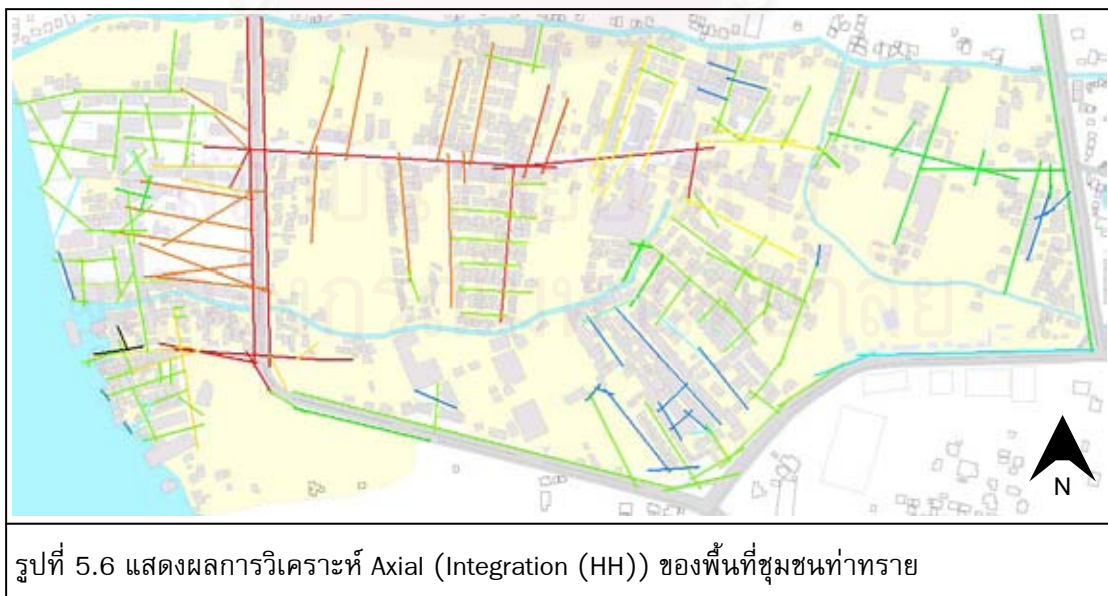 N
รูปที่ 5.6 แสดงผลการวิเคราะห์ Axial (Integration (HH)) ของพื้นที่ชุมชนท่าทราย